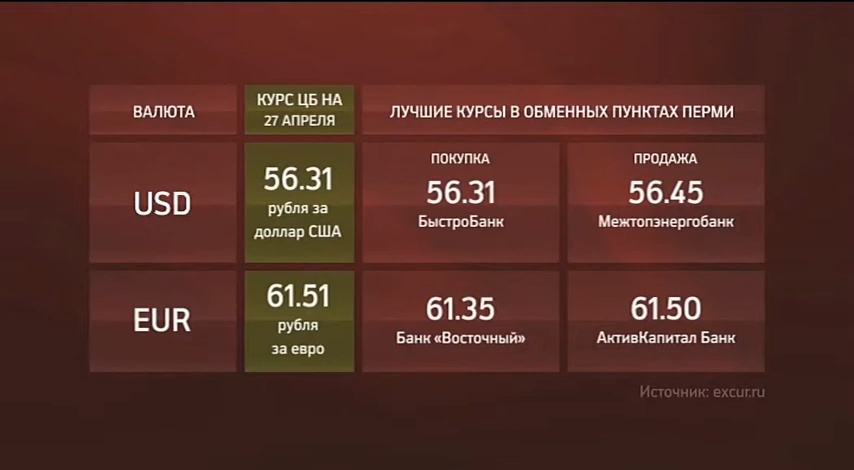 ВАЛЮТА
КУРС ЦБ НА
27 АПРЕЛЯ
ЛУЧШИЕ КУРСЫ В ОБМЕННЫХ ПУНКТАХ ПЕРМИ
USD
56.31
рубля за
доллар США
ПОКУПКА
56.31
БыстроБанк
ПРОДАЖА
56.45
Межтопэнергобанк
EUR
61.51
рубля
за евро
61.35
Банк «Восточный»
61.50
АктивКапитал Банк
Источник: excur.ru